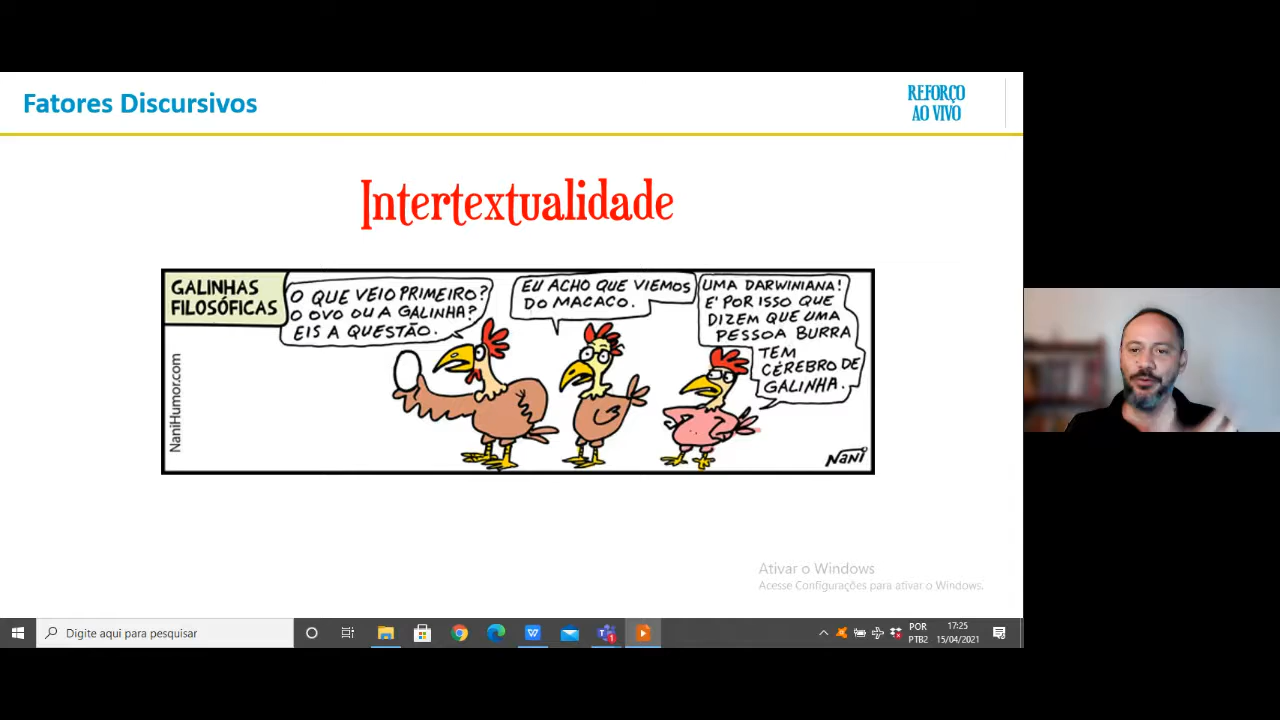 Fatores Discursivos
REFORÇO
AO VIVO
Intertextualidade
GALINHAS
FILOSÓFICAS
O QUE VEIO PRIMEIRO?
O OVO OU A GALINHA?
EIS A QUESTÃO.
EU ACHO QUE VIEMOS
DO MACACO.
UMA DARWINIANA!
E' POR ISSO QUE
DIZEM QUE UMA
PESSOA BURRA
TEM
CÉREBRO DE
GALINHA.
NaniHumor.com
NANI
Ativar o Windows
Acesse Configurações para ativar o Windows.
Digite aqui para pesquisar
1
POR
PTB2
17:25
15/04/2021